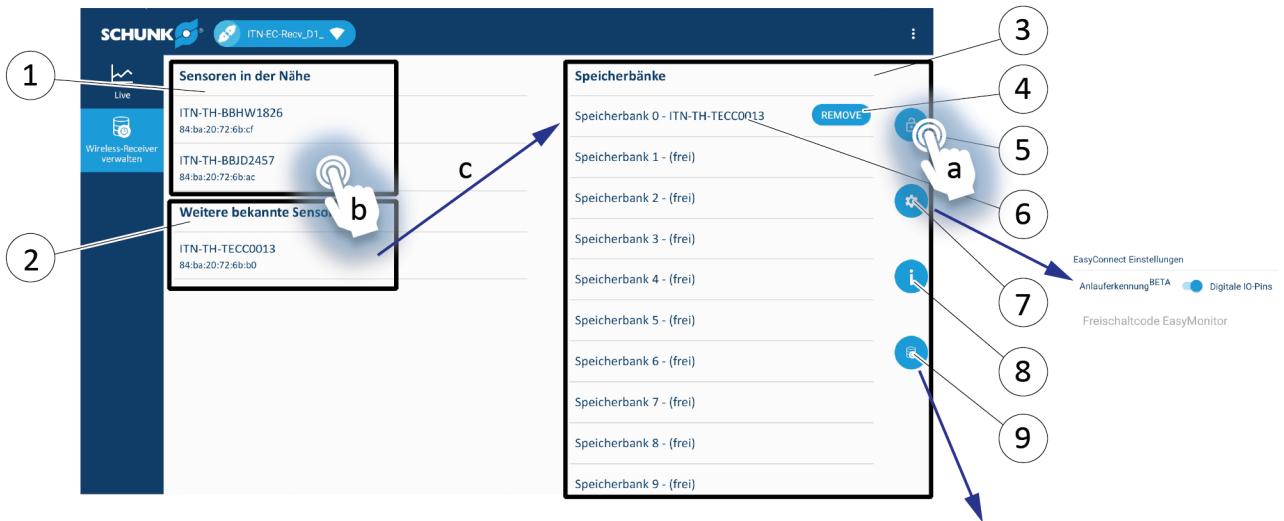 SCHUNK
ITN-EC-Recv_D1_
Live
Wireless-Receiver
verwalten
1
Sensoren in der Nähe
ITN-TH-BBHW1826
84:ba:20:72:6b:cf
ITN-TH-BBJD2457
84:ba:20:72:6b:ac
b
c
2
Weitere bekannte
ITN-TH-TECC0013
84:ba:20:72:6b:b0
Speicherbänke
Speicherbank 0 - ITN-TH-TECC0013
REMOVE
Speicherbank 1 - (frei)
Speicherbank 2 - (frei)
Speicherbank 3 - (frei)
Speicherbank 4 - (frei)
Speicherbank 5 - (frei)
Speicherbank 6 - (frei)
Speicherbank 7 - (frei)
Speicherbank 8 - (frei)
Speicherbank 9 - (frei)
a
3
4
5
6
7
8
9
EasyConnect Einstellungen
Anlauferkennung BETA Digitale IO-Pins
Freischaltcode EasyMonitor